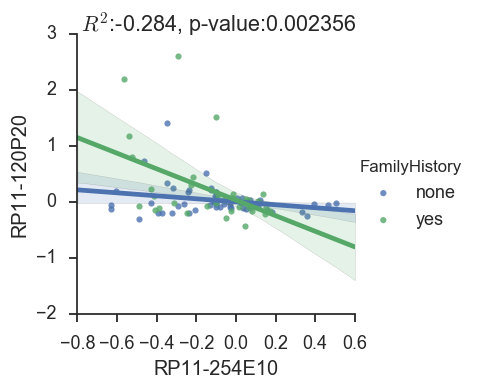 R²:-0.284, p-value:0.002356
3
2
1
0
−1
−2
RP11-120P20
−0.8 −0.6 −0.4 −0.2 0.0 0.2 0.4 0.6
RP11-254E10
FamilyHistory
none
yes